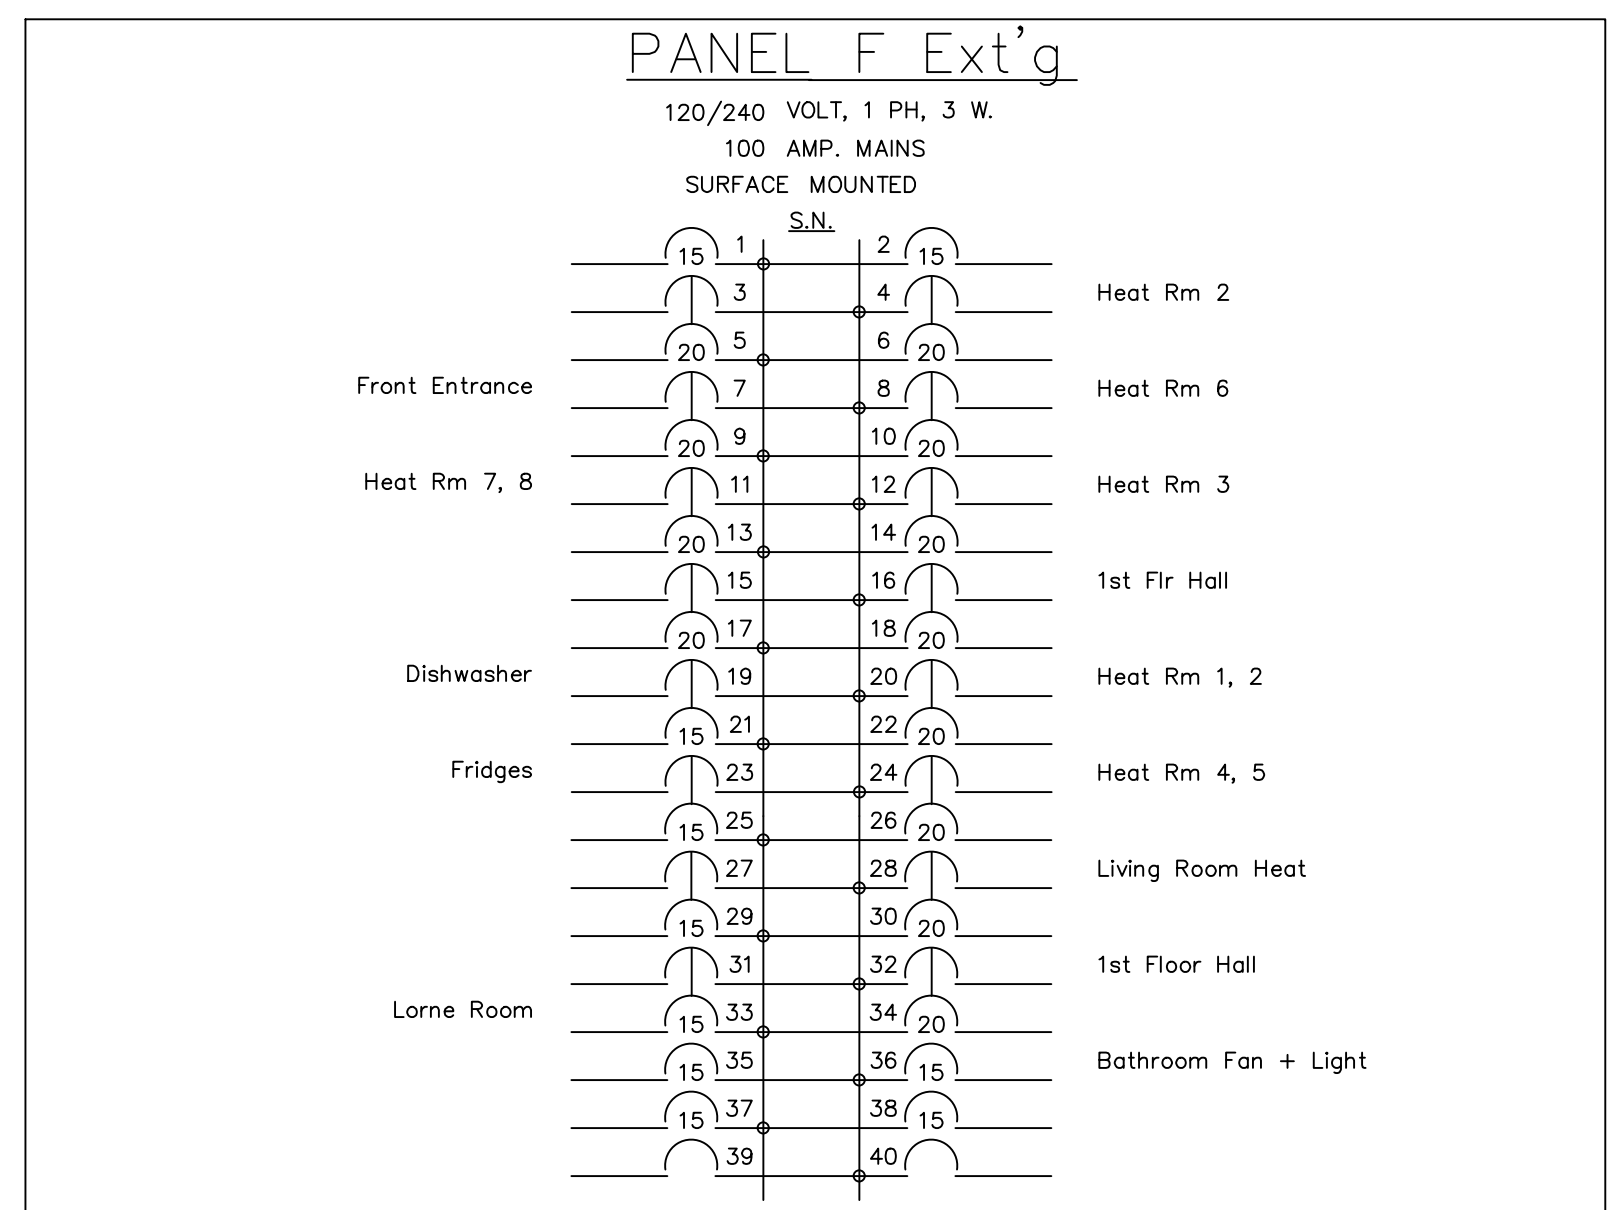 PANEL F Ext'g
120/240 VOLT, 1 PH, 3 W.
100 AMP. MAINS
SURFACE MOUNTED
S.N.
15 1 2 15
3 4 Heat Rm 2
20 5 6 20
Front Entrance 7 8 Heat Rm 6
20 9 10 20
Heat Rm 7, 8 11 12 Heat Rm 3
20 13 14 20
15 16 1st Flr Hall
20 17 18 20
Dishwasher 19 20 Heat Rm 1, 2
15 21 22 20
Fridges 23 24 Heat Rm 4, 5
15 25 26 20
27 28 Living Room Heat
15 29 30 20
31 32 1st Floor Hall
Lorne Room 15 33 34 20
15 35 36 15 Bathroom Fan + Light
15 37 38 15
39 40